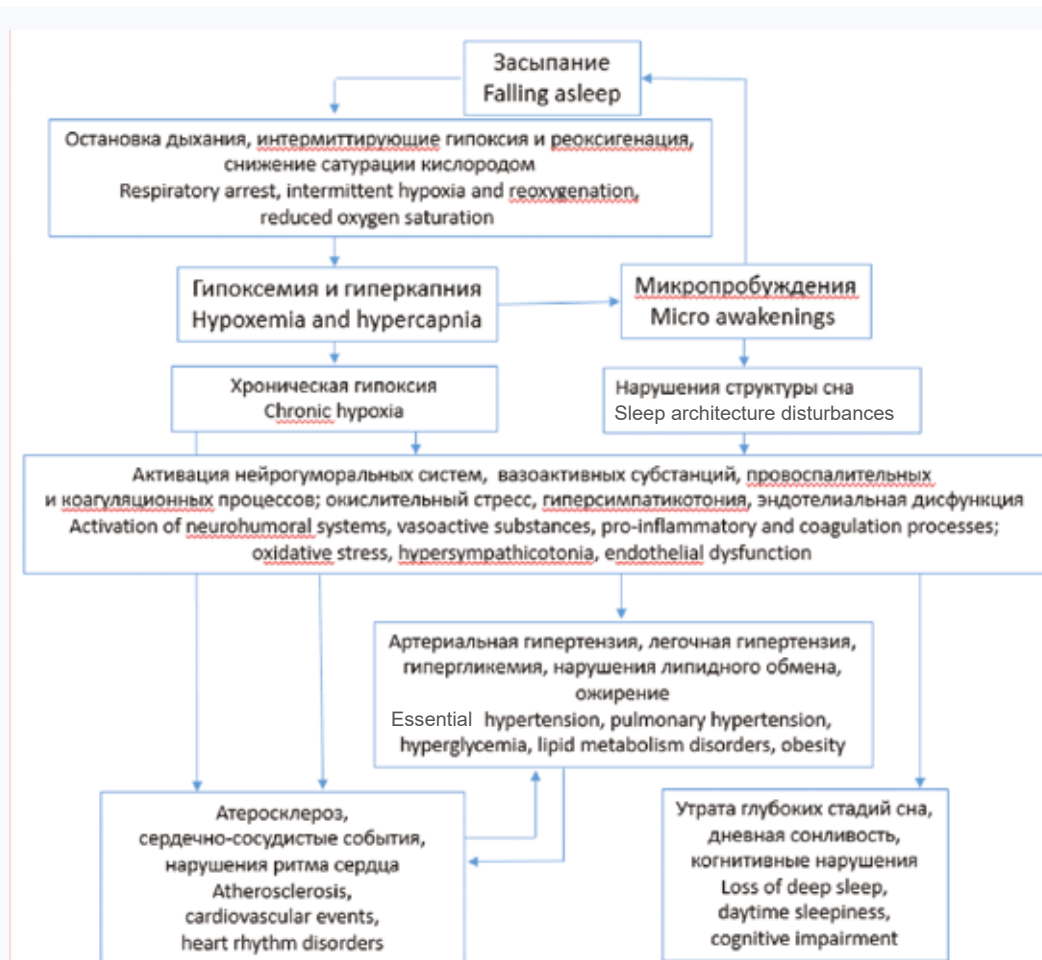 Засыпание
Falling asleep
Остановка дыхания, интермиттирующие гипоксия и реоксигенация,
снижение сатурации кислородом
Respiratory arrest, intermittent hypoxia and reoxygenation,
reduced oxygen saturation
Гипоксемия и гиперкапния
Hypoxemia and hypercapnia
Микропробуждения
Micro awakenings
Хроническая гипоксия
Chronic hypoxia
Нарушения структуры сна
Sleep architecture disturbances
Активация нейрогуморальных систем, вазоактивных субстанций, провоспалительных
и коагуляционных процессов; окислительный стресс, гиперсимпатикотония, эндотелиальная дисфункция
Activation of neurohumoral systems, vasoactive substances, pro-inflammatory and coagulation processes;
oxidative stress, hypersympathicotonia, endothelial dysfunction
Артериальная гипертензия, легочная гипертензия,
гипергликемия, нарушения липидного обмена,
ожирение
Essential hypertension, pulmonary hypertension,
hyperglycemia, lipid metabolism disorders, obesity
Атеросклероз,
сердечно-сосудистые события,
нарушения ритма сердца
Atherosclerosis,
cardiovascular events,
heart rhythm disorders
Утрата глубоких стадий сна,
дневная сонливость,
когнитивные нарушения
Loss of deep sleep,
daytime sleepiness,
cognitive impairment